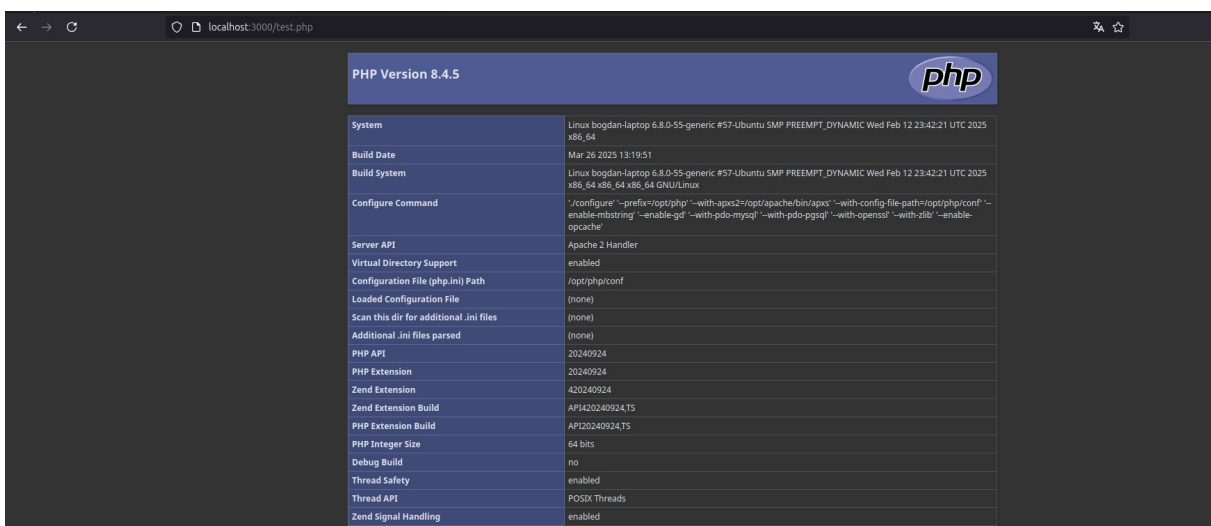 localhost:3000/test.php
PHP Version 8.4.5
php
System Linux bogdan-laptop 6.8.0-55-generic #57-Ubuntu SMP PREEMPT_DYNAMIC Wed Feb 12 23:42:21 UTC 2025
x86_64
Build Date Mar 26 2025 13:19:51
Build System Linux bogdan-laptop 6.8.0-55-generic #57-Ubuntu SMP PREEMPT_DYNAMIC Wed Feb 12 23:42:21 UTC 2025
x86_64 x86_64 x86_64 GNU/Linux
Configure Command './configure' '--prefix=/opt/php' '--with-apxs2=/opt/apache/bin/apxs' '--with-config-file-path=/opt/php/conf' '--
enable-mbstring' '--enable-gd' '--with-pdo-mysql' '--with-pdo-pgsql' '--with-openssl' '--with-zlib' '--enable-
opcache'
Server API Apache 2 Handler
Virtual Directory Support enabled
Configuration File (php.ini) Path /opt/php/conf
Loaded Configuration File (none)
Scan this dir for additional .ini files (none)
Additional .ini files parsed (none)
PHP API 20240924
PHP Extension 20240924
Zend Extension 420240924
Zend Extension Build API420240924,TS
PHP Extension Build API20240924,TS
PHP Integer Size 64 bits
Debug Build no
Thread Safety enabled
Thread API POSIX Threads
Zend Signal Handling enabled